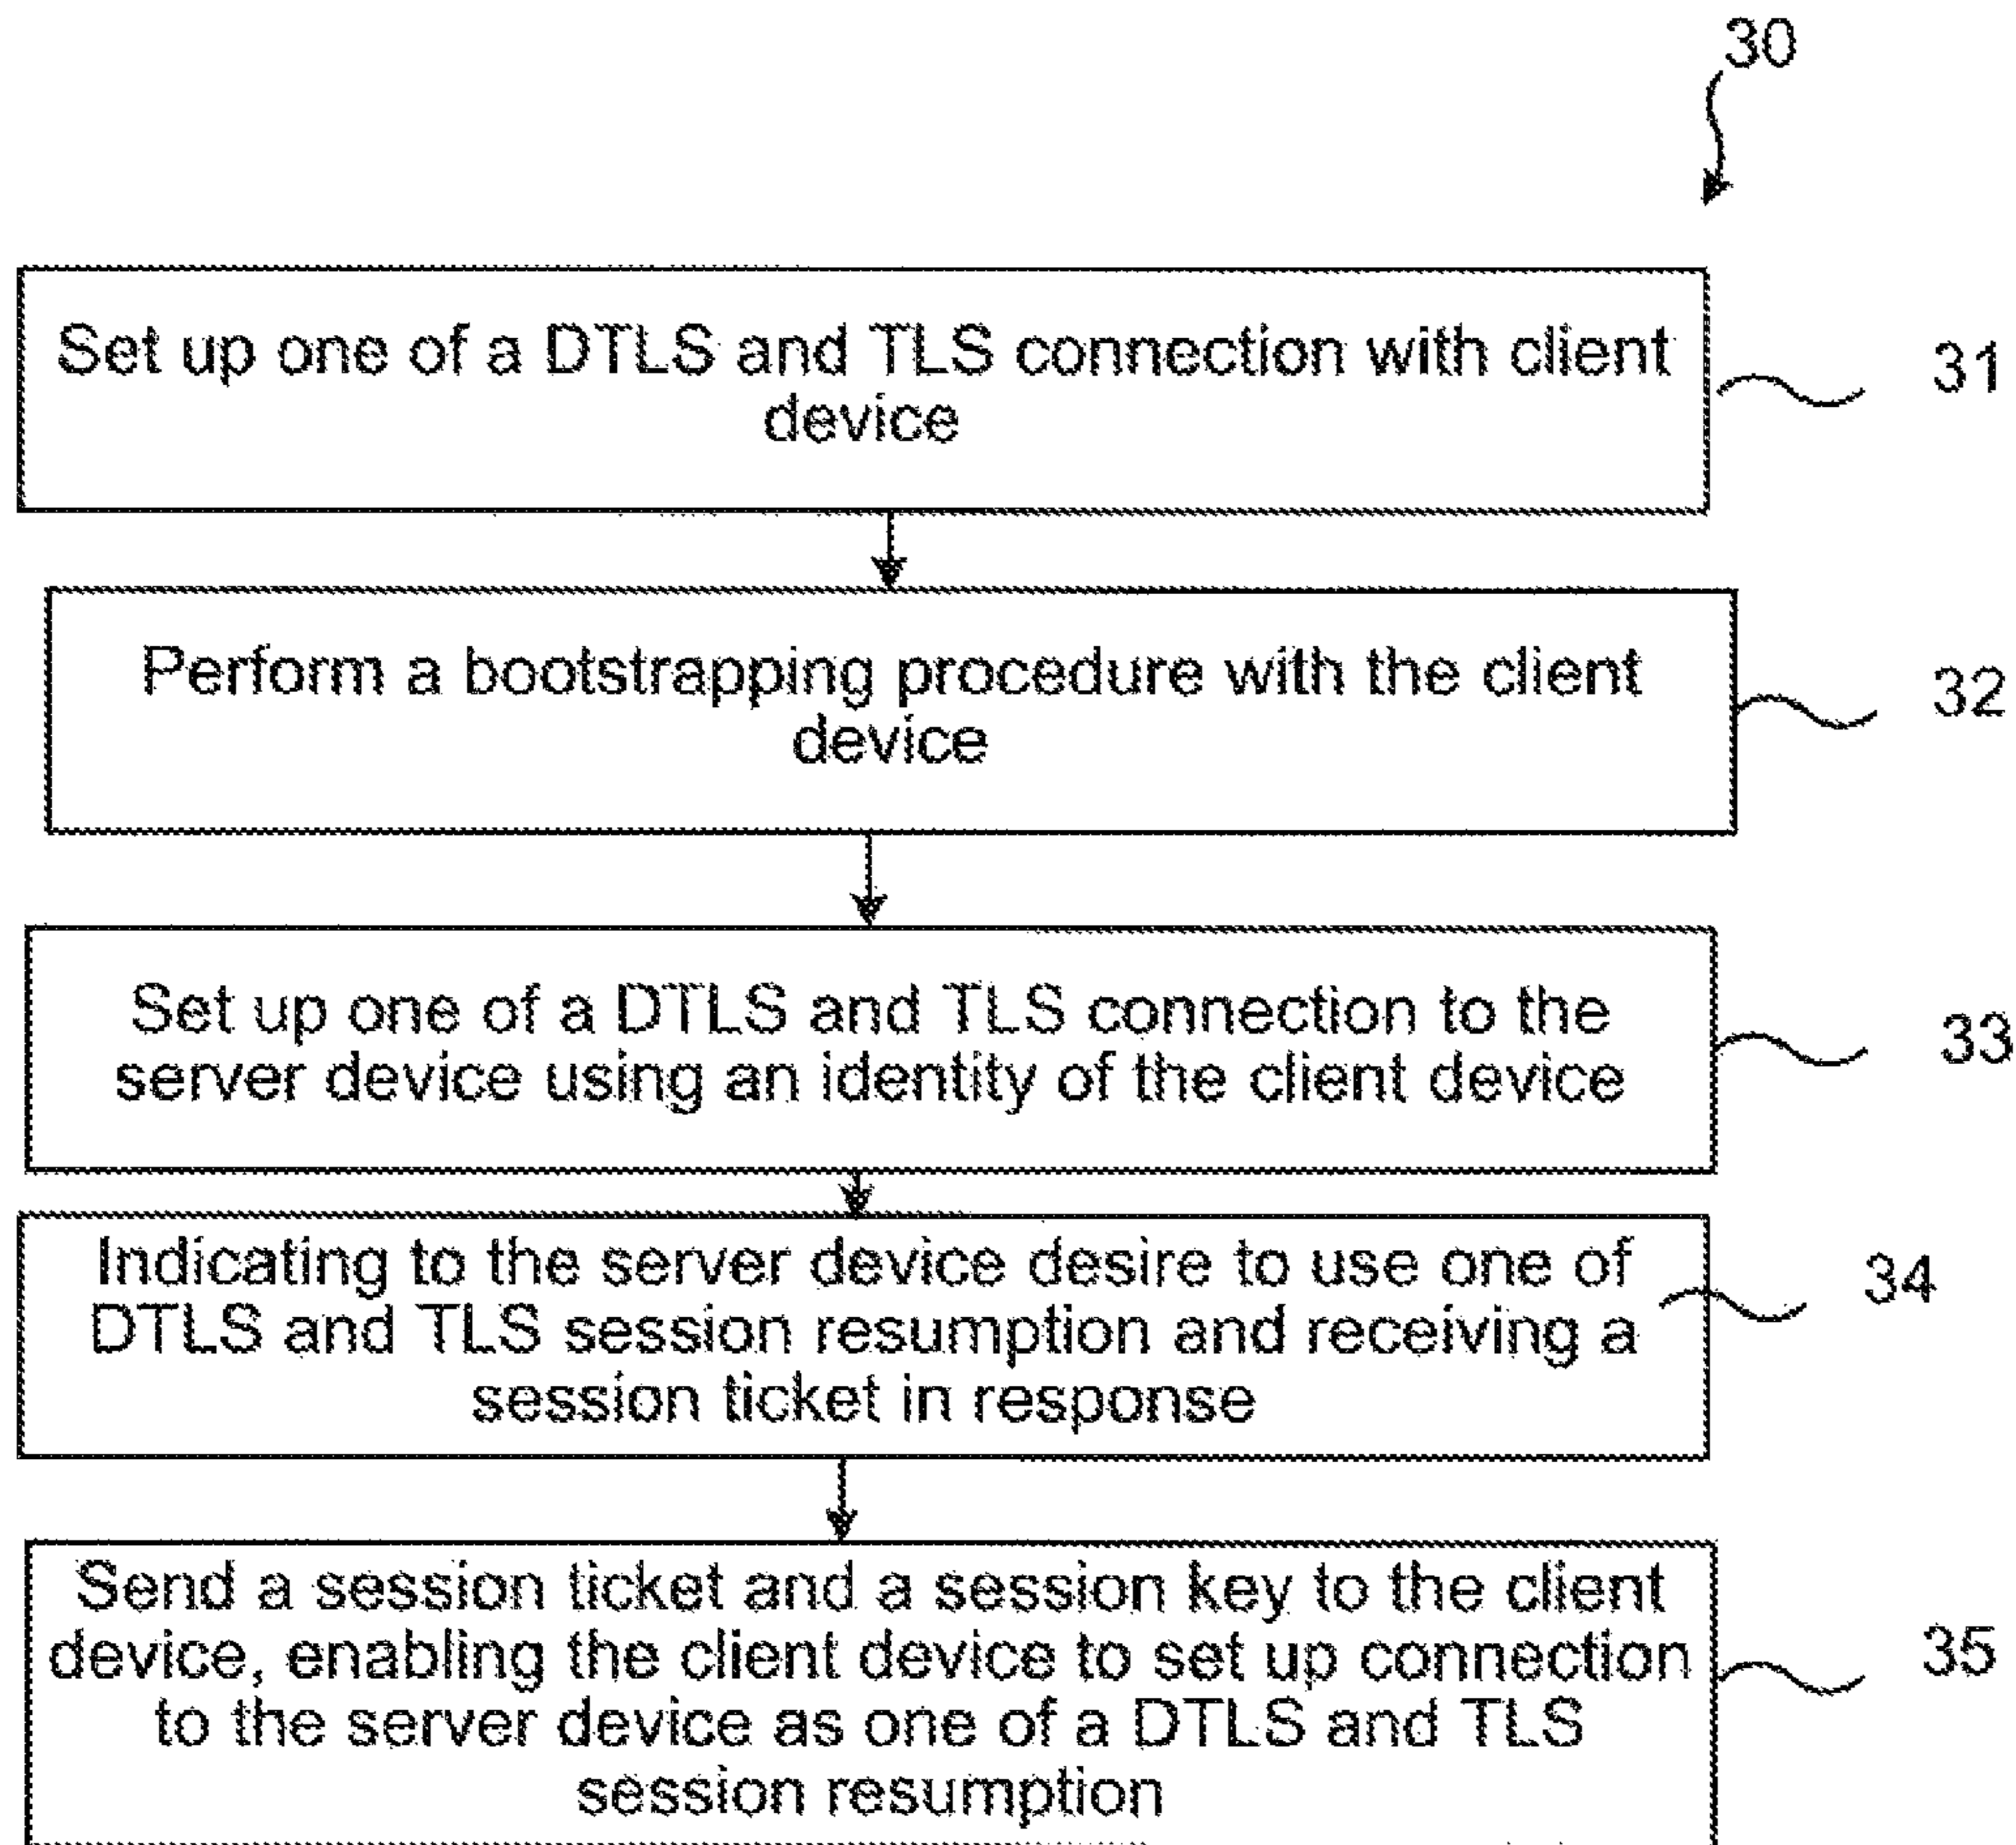 30
Set up one of a DTLS and TLS connection with client
device
31
Perform a bootstrapping procedure with the client
device
32
Set up one of a DTLS and TLS connection to the
server device using an identity of the client device
33
Indicating to the server device desire to use one of
DTLS and TLS session resumption and receiving a
session ticket in response
34
Send a session ticket and a session key to the client
device, enabling the client device to set up connection
to the server device as one of a DTLS and TLS
session resumption
35